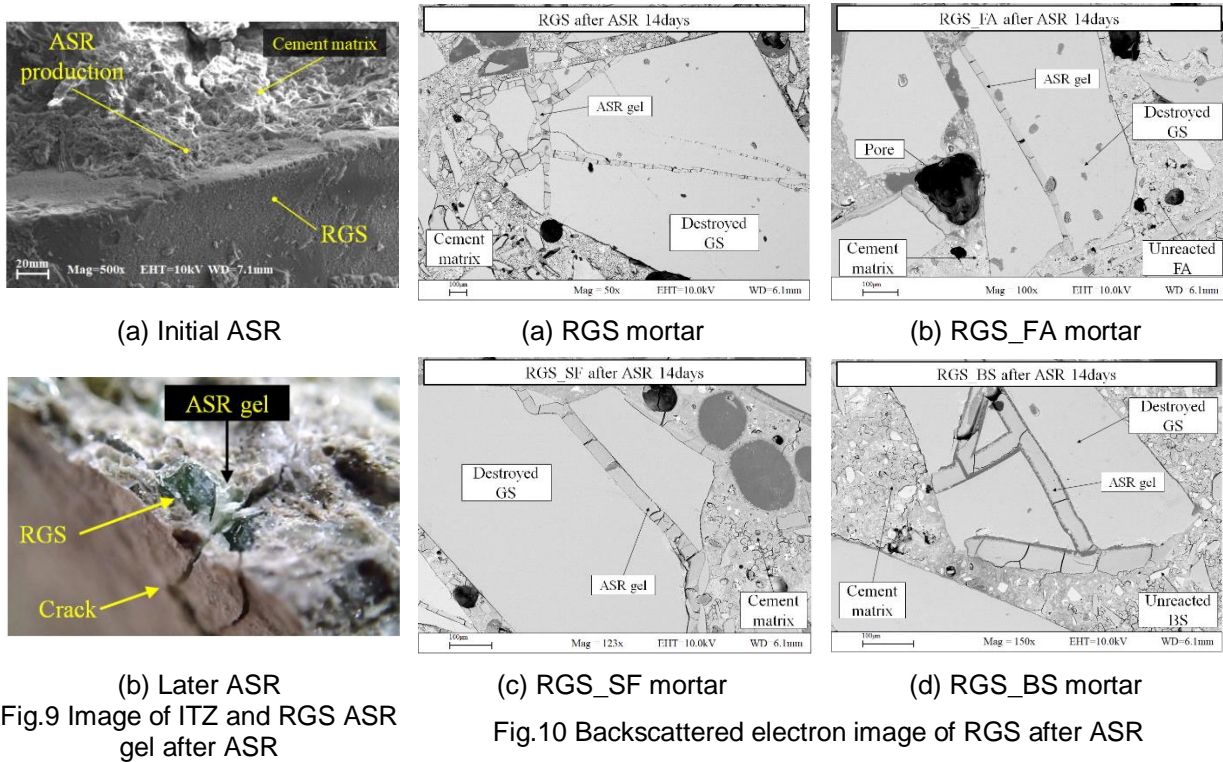 ASR
production
Cement matrix
RGS
20mm Mag=500x EHT=10kV WD=7.1mm
(a) Initial ASR
ASR gel
RGS
Crack
(b) Later ASR
Fig.9 Image of ITZ and RGS ASR
gel after ASR
RGS after ASR 14days
ASR gel
Cement
matrix
Destroyed
GS
100μm Mag = 50x EHT=10.0kV WD=6.1mm
(a) RGS mortar
RGS_FA after ASR 14days
ASR gel
Destroyed
GS
Pore
Cement
matrix
Unreacted
FA
100μm Mag = 100x EHT=10.0kV WD=6.1mm
(b) RGS_FA mortar
RGS_SF after ASR 14days
Destroyed
GS
ASR gel
Cement
matrix
100μm Mag = 123x EHT=10.0kV WD=6.1mm
(c) RGS_SF mortar
RGS_BS after ASR 14days
Destroyed
GS
ASR gel
Cement
matrix
Unreacted
BS
100μm Mag = 150x EHT=10.0kV WD=6.1mm
(d) RGS_BS mortar
Fig.10 Backscattered electron image of RGS after ASR